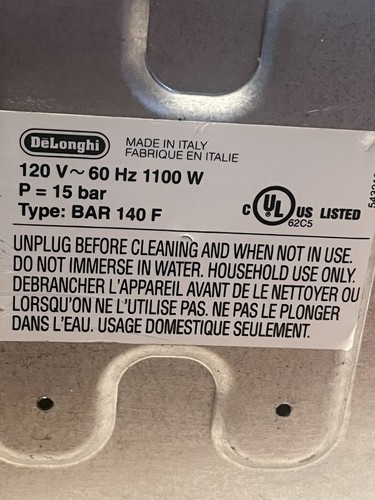 DeLonghi
MADE IN ITALY
FABRIQUE EN ITALIE
120 V~ 60 Hz 1100 W
P = 15 bar
Type: BAR 140 F
C UL US LISTED
62C5
UNPLUG BEFORE CLEANING AND WHEN NOT IN USE.
DO NOT IMMERSE IN WATER. HOUSEHOLD USE ONLY.
DEBRANCHER L'APPAREIL AVANT DE LE NETTOYER OU
LORSQU'ON NE L'UTILISE PAS. NE PAS LE PLONGER
DANS L'EAU. USAGE DOMESTIQUE SEULEMENT.